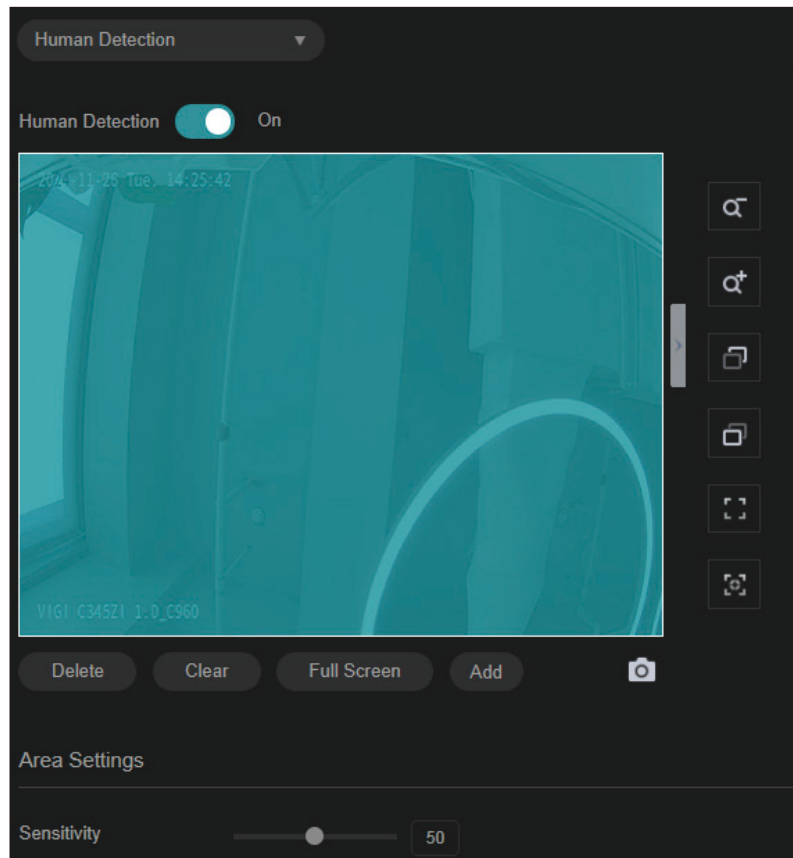 Human Detection
Human Detection On
2024-11-26 Tue. 14:25:42
VIGI C345ZI 1.0_C960
Delete Clear Full Screen Add
Area Settings
Sensitivity 50